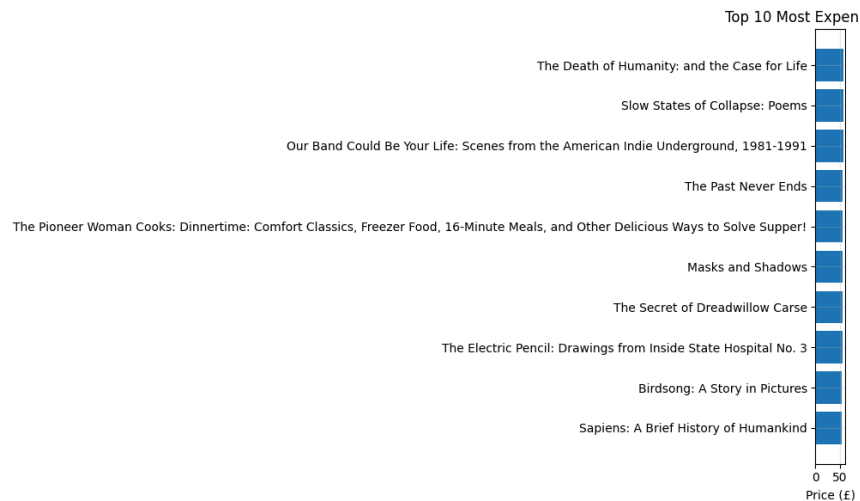 Top 10 Most Expen
The Death of Humanity: and the Case for Life
Slow States of Collapse: Poems
Our Band Could Be Your Life: Scenes from the American Indie Underground, 1981-1991
The Past Never Ends
The Pioneer Woman Cooks: Dinnertime: Comfort Classics, Freezer Food, 16-Minute Meals, and Other Delicious Ways to Solve Supper!
Masks and Shadows
The Secret of Dreadwillow Carse
The Electric Pencil: Drawings from Inside State Hospital No. 3
Birdsong: A Story in Pictures
Sapiens: A Brief History of Humankind
0 50
Price (£)